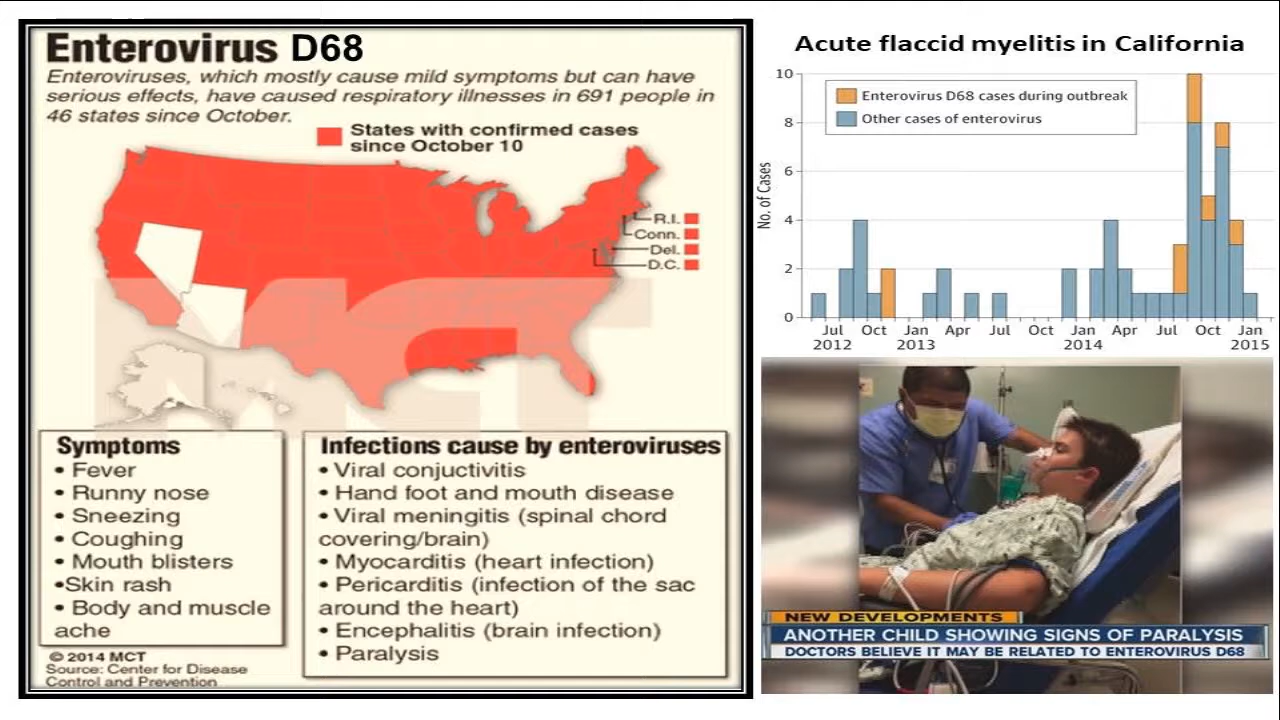 Enterovirus D68
Enteroviruses, which mostly cause mild symptoms but can have
serious effects, have caused respiratory illnesses in 691 people in
46 states since October.
States with confirmed cases
since October 10
R.I.
Conn.
Del.
D.C.
MCT
Symptoms
• Fever
• Runny nose
• Sneezing
• Coughing
• Mouth blisters
•Skin rash
• Body and muscle
ache
© 2014 MCT
Source: Center for Disease
Control and Prevention
Infections cause by enteroviruses
• Viral conjuctivitis
• Hand foot and mouth disease
• Viral meningitis (spinal chord
covering/brain)
• Myocarditis (heart infection)
• Pericarditis (infection of the sac
around the heart)
• Encephalitis (brain infection)
• Paralysis
Acute flaccid myelitis in California
Enterovirus D68 cases during outbreak
Other cases of enterovirus
No. of Cases
10
8
6
4
2
0
Jul Oct Jan Apr Jul Oct Jan Apr Jul Oct Jan
2012 2013 2014 2015
NEW DEVELOPMENTS
ANOTHER CHILD SHOWING SIGNS OF PARALYSIS
DOCTORS BELIEVE IT MAY BE RELATED TO ENTEROVIRUS D68